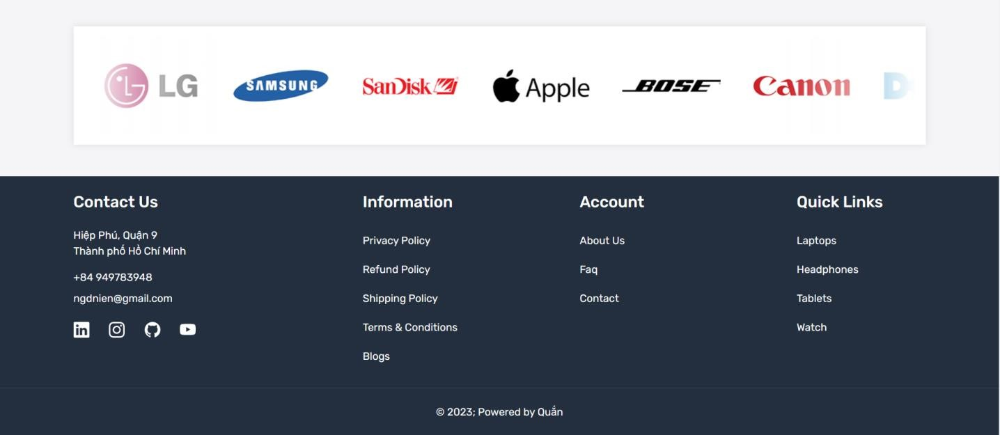 LG
SAMSUNG
SanDisk
Apple
BOSE
Canon
D
Contact Us
Hiệp Phú, Quận 9
Thành phố Hồ Chí Minh
+84 949783948
ngdnien@gmail.com
Information
Privacy Policy
Refund Policy
Shipping Policy
Terms & Conditions
Blogs
Account
About Us
Faq
Contact
Quick Links
Laptops
Headphones
Tablets
Watch
© 2023; Powered by Quắn